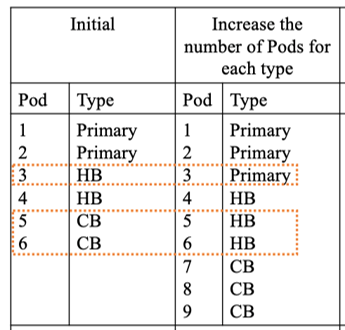 Initial Increase the
number of Pods for
each type
Pod Type Pod Type
1 Primary 1 Primary
2 Primary 2 Primary
3 HB 3 Primary
4 HB 4 HB
5 CB 5 HB
6 CB 6 HB
7 CB
8 CB
9 CB